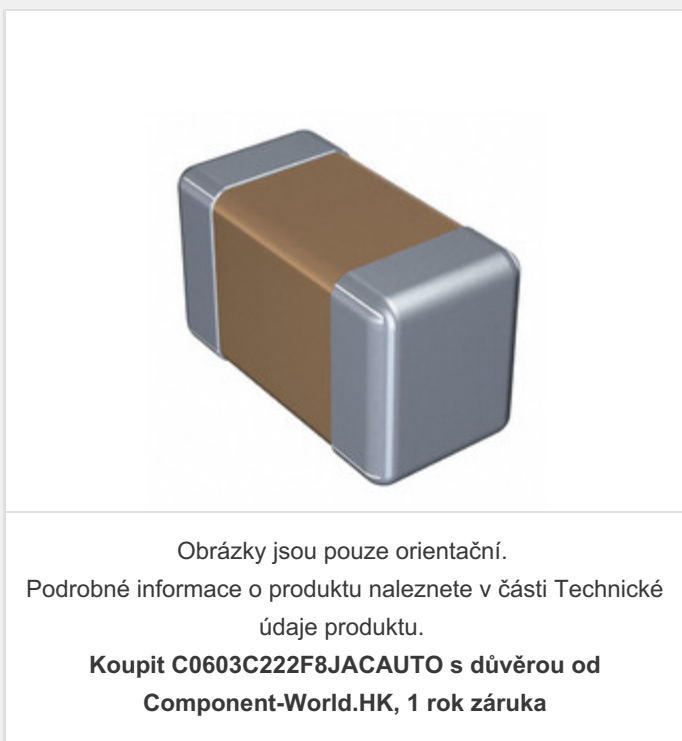 Obrázky jsou pouze orientační.
Podrobné informace o produktu naleznete v části Technické
údaje produktu.
Koupit C0603C222F8JACAUTO s důvěrou od
Component-World.HK, 1 rok záruka